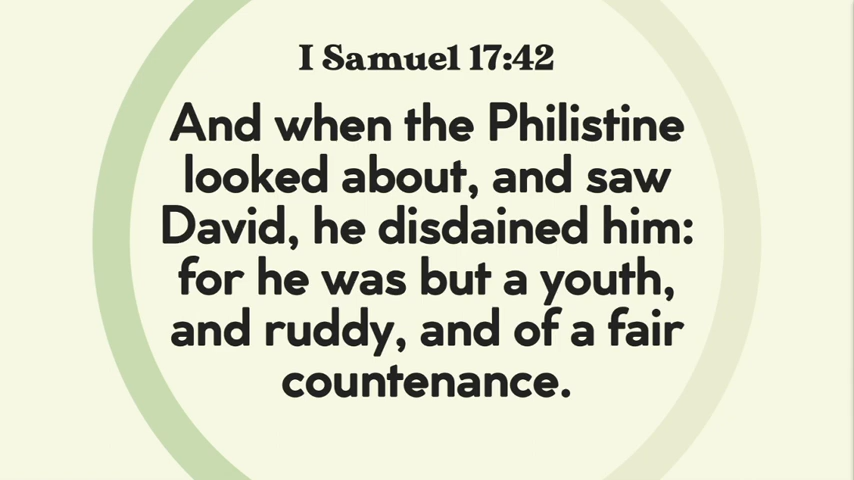 I Samuel 17:42
And when the Philistine
looked about, and saw
David, he disdained him:
for he was but a youth,
and ruddy, and of a fair
countenance.